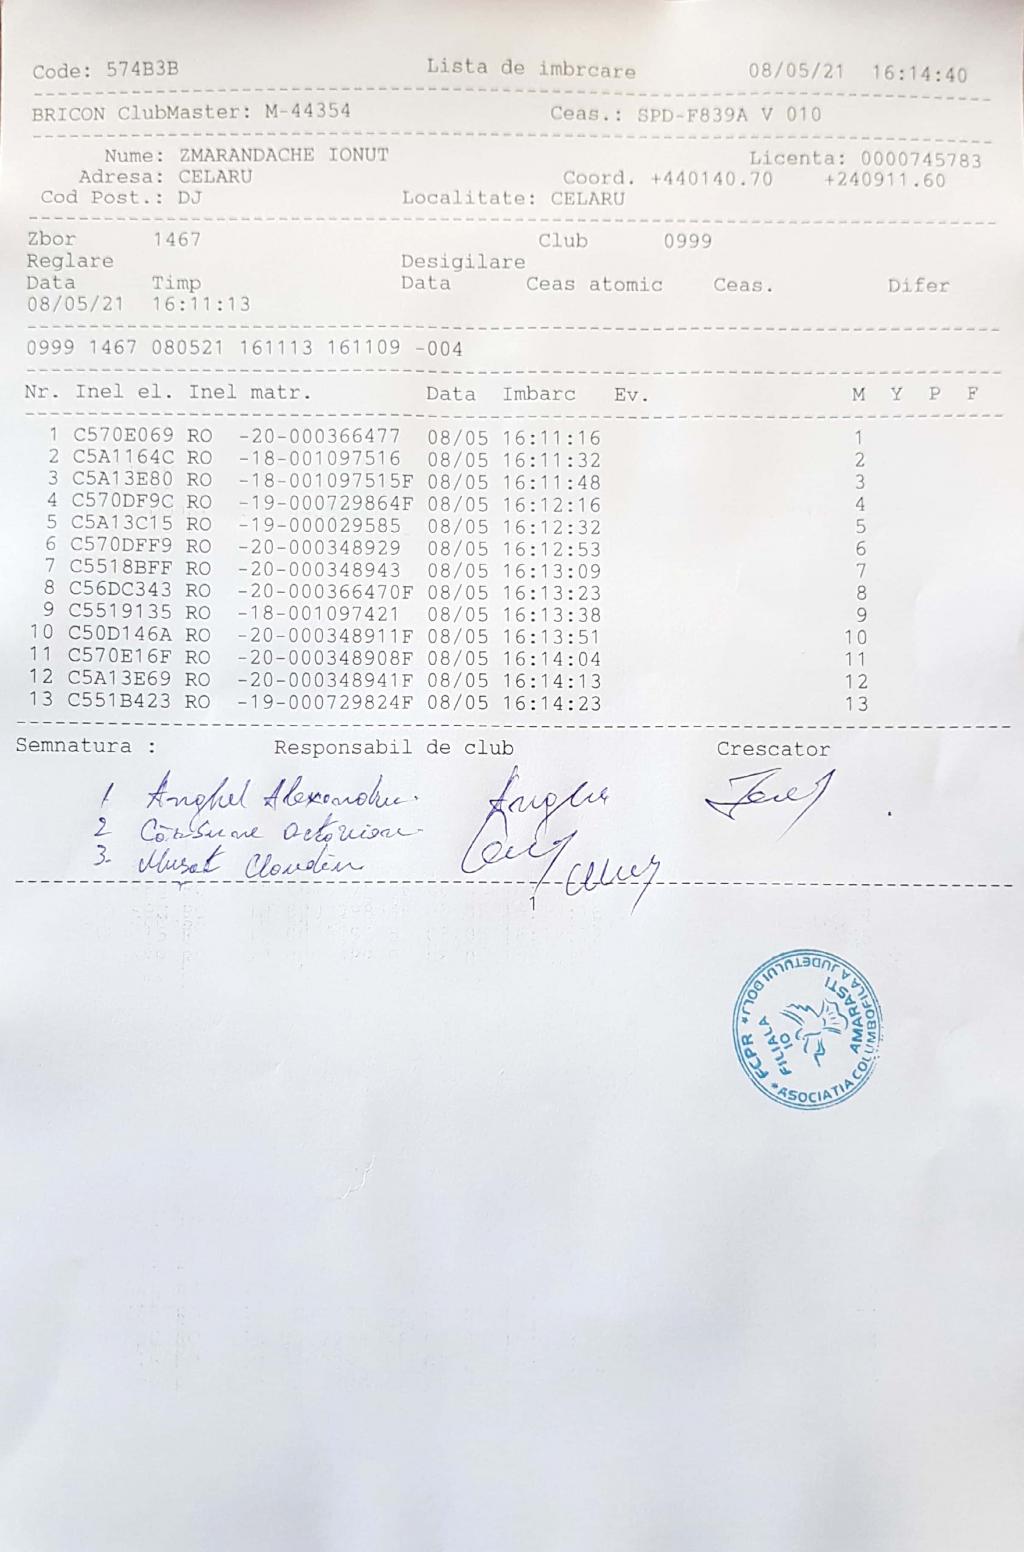 Code: 574B3B Lista de imbrcare 08/05/21 16:14:40
BRICON ClubMaster: M-44354 Ceas.: SPD-F839A V 010
Nume: ZMARANDACHE IONUT Licenta: 0000745783
Adresa: CELARU Coord. +440140.70 +240911.60
Cod Post.: DJ Localitate: CELARU
Zbor 1467 Club 0999
Reglare Desigilare
Data Timp Data Ceas atomic Ceas. Difer
08/05/21 16:11:13
0999 1467 080521 161113 161109 -004
Nr. Inel el. Inel matr. Data Imbarc Ev. M Y P F
1 C570E069 RO -20-000366477 08/05 16:11:16 1
2 C5A1164C RO -18-001097516 08/05 16:11:32 2
3 C5A13E80 RO -18-001097515F 08/05 16:11:48 3
4 C570DF9C RO -19-000729864F 08/05 16:12:16 4
5 C5A13C15 RO -19-000029585 08/05 16:12:32 5
6 C570DFF9 RO -20-000348929 08/05 16:12:53 6
7 C5518BFF RO -20-000348943 08/05 16:13:09 7
8 C56DC343 RO -20-000366470F 08/05 16:13:23 8
9 C5519135 RO -18-001097421 08/05 16:13:38 9
10 C50D146A RO -20-000348911F 08/05 16:13:51 10
11 C570E16F RO -20-000348908F 08/05 16:14:04 11
12 C5A13E69 RO -20-000348941F 08/05 16:14:13 12
13 C551B423 RO -19-000729824F 08/05 16:14:23 13
Semnatura : Responsabil de club Crescator
1 Anghel Alexandru.
2 Octavian
3. Musat Claudiu
1
FCPR * ASOCIATIA COLUMBOFILA A JUDETULUI DOLJ *
FILIALA
10
AMARASTI